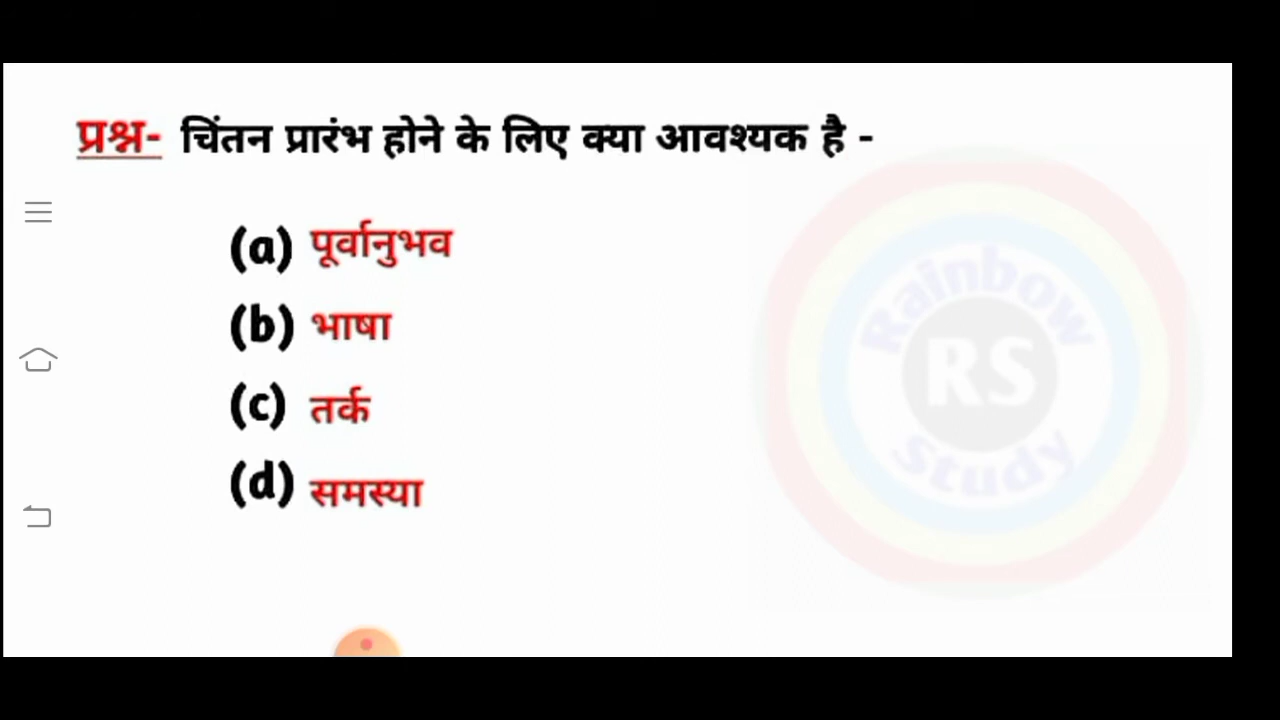 प्रश्न- चिंतन प्रारंभ होने के लिए क्या आवश्यक है -
(a) पूर्वानुभव
(b) भाषा
(c) तर्क
(d) समस्या
Rainbow
RS
Study